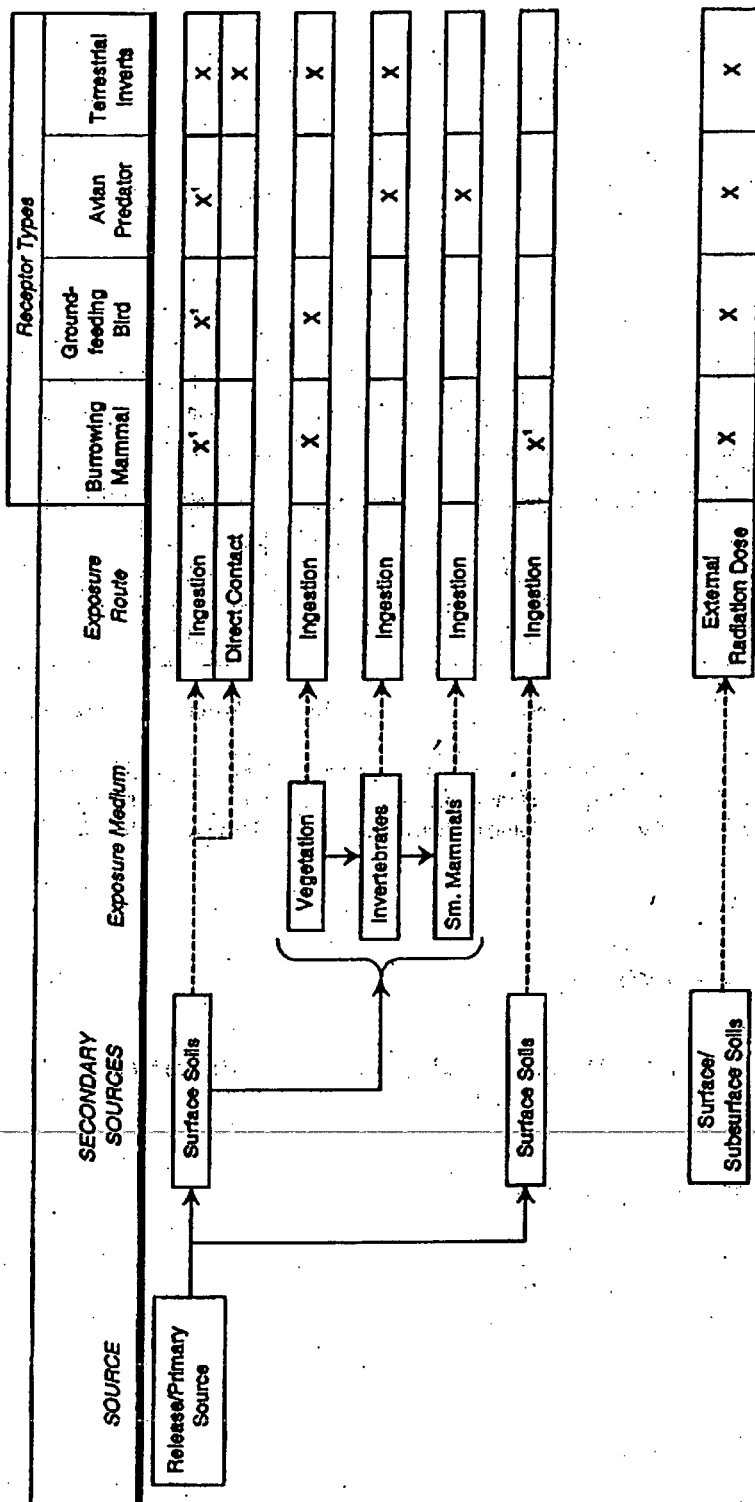 Receptor Types
SOURCE
SECONDARY
SOURCES
Exposure Medium
Exposure
Route
Burrowing
Mammal
Ground-
feeding
Bird
Avian
Predator
Terrestrial
Inverts
Release/Primary
Source
Surface Soils
Ingestion X¹ X¹ X¹ X
Direct Contact X
Vegetation Ingestion X X X
Invertebrates Ingestion X X
Sm. Mammals Ingestion X
Surface Soils Ingestion X¹
Surface/
Subsurface Soils
External
Radiation Dose
X X X X